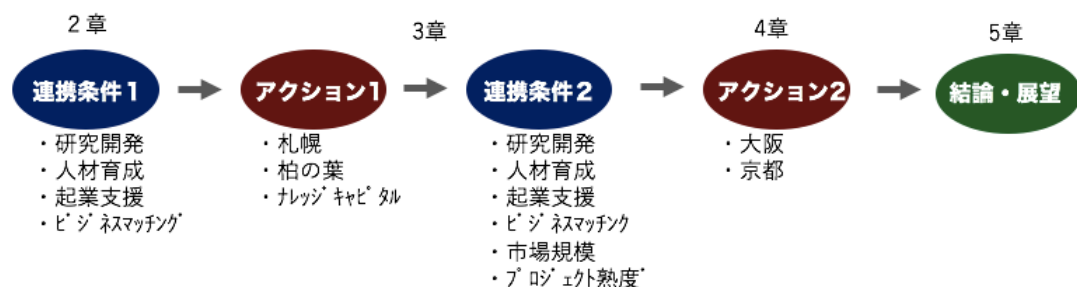 ２章
3章
4章
5章
連携条件１
アクション1
連携条件２
アクション2
結論・展望
・研究開発
・人材育成
・起業支援
・ﾋﾞｼﾞﾈｽﾏｯﾁﾝｸﾞ
・札幌
・柏の葉
・ﾅﾚｯｼﾞｷｬﾋﾟﾀﾙ
・研究開発
・人材育成
・起業支援
・ﾋﾞｼﾞﾈｽﾏｯﾁﾝｸﾞ
・市場規模
・ﾌﾟﾛｼﾞｪｸﾄ熟度ﾞ
・大阪
・京都